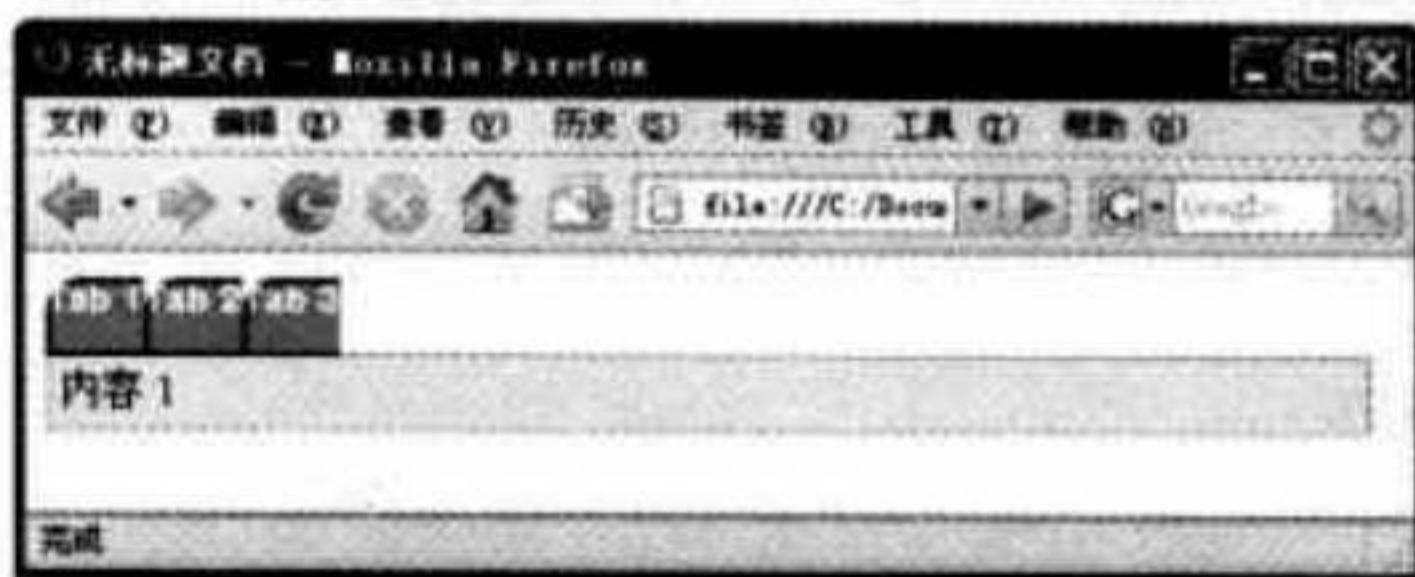 无标题文档 - Mozilla Firefox
文件 (F) 编辑 (E) 查看 (V) 历史 (S) 书签 (B) 工具 (T) 帮助 (H)
file:///C:/Docum
Tab 1 Tab 2 Tab 3
内容 1
完成